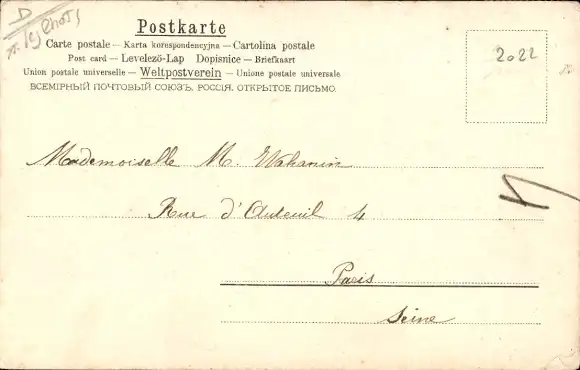 D
Postkarte
Carte postale – Karta korespondencyjna – Cartolina postale
Post card – Levelező-Lap Dopisnice – Briefkaart
Union postale universelle – Weltpostverein – Unione postale universale
ВСЕМІРНЫЙ ПОЧТОВЫЙ СОЮЗЪ. РОССІЯ. ОТКРЫТОЕ ПИСЬМО.
2022
Mademoiselle M.
Rue d'Auteuil 4
Paris
Seine